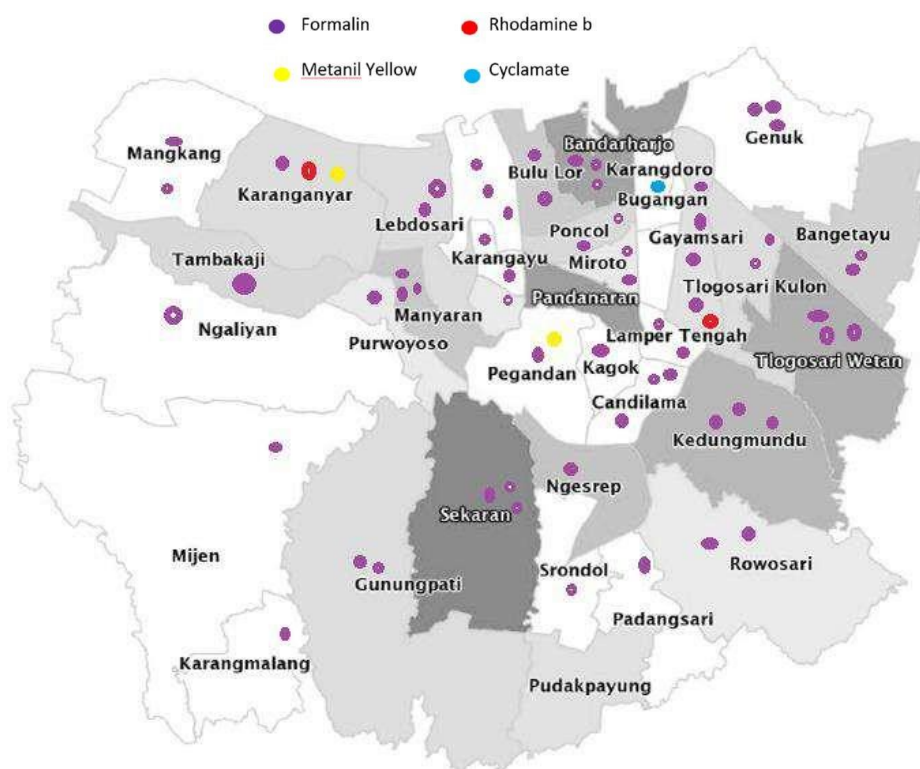 Formalin
Rhodamine b
Metanil Yellow
Cyclamate
Genuk
Mangkang
Bandarharjo
Bulu Lor
Karangdoro
Karanganyar
Bugangan
Lebdosari
Poncol
Gayamsari
Bangetayu
Tambakaji
Karangayu
Miroto
Tlogosari Kulon
Pandanaran
Ngaliyan
Manyaran
Purwoyoso
Lamper Tengah
Tlogosari Wetan
Pegandan
Kagok
Candilama
Kedungmundu
Ngesrep
Sekaran
Mijen
Gunungpati
Srondol
Rowosari
Padangsari
Karangmalang
Pudakpayung